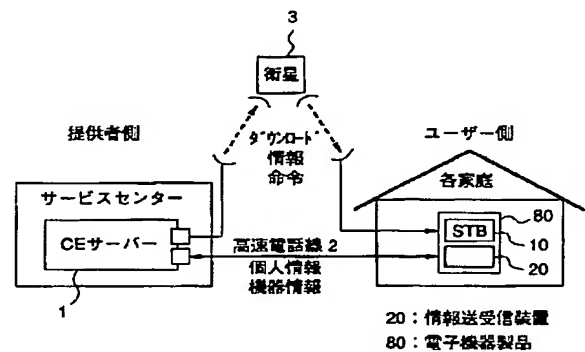 3
衛星
提供者側
ダウンロード
情報
命令
ユーザー側
サービスセンター
各家庭
CEサーバー
STB
80
10
20
高速電話線2
個人情報
機器情報
1
20：情報送受信装置
80：電子機器製品